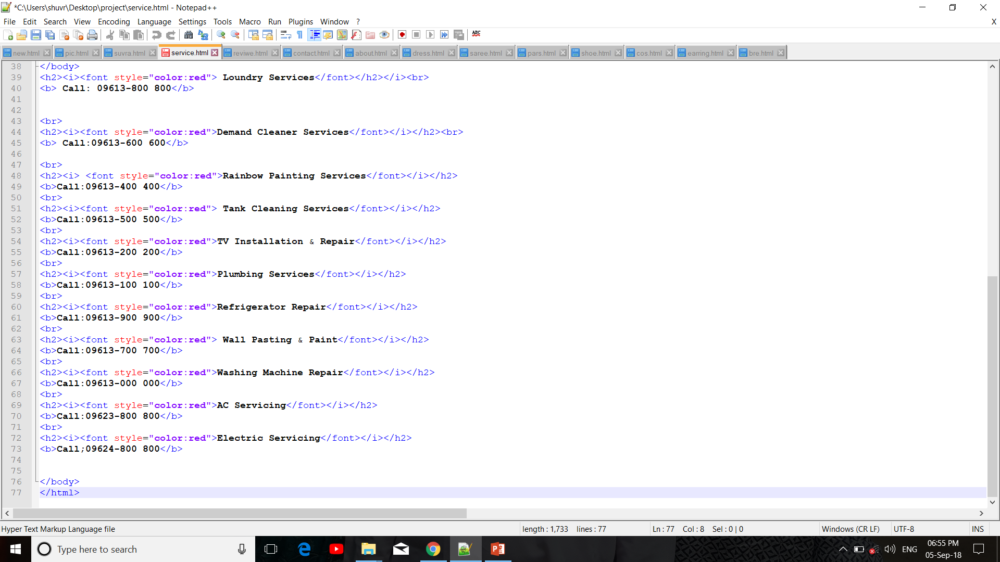 *C:\Users\shuvr\Desktop\project\service.html - Notepad++
File Edit Search View Encoding Language Settings Tools Macro Run Plugins Window ? X
ABC
new.html pic.html suvra.html service.html reviwe.html contact.html about.html dress.html saree.html pars.html shoe.html cos.html earring.html bre.html
38 </body>
39 <h2><i><font style="color:red"> Loundry Services</font></h2></i><br>
40 <b> Call: 09613-800 800</b>
41
42
43 <br>
44 <h2><i><font style="color:red">Demand Cleaner Services</font></i></h2><br>
45 <b> Call:09613-600 600</b>
46
47 <br>
48 <h2><i> <font style="color:red">Rainbow Painting Services</font></i></h2>
49 <b>Call:09613-400 400</b>
50 <br>
51 <h2><i><font style="color:red"> Tank Cleaning Services</font></i></h2>
52 <b>Call:09613-500 500</b>
53 <br>
54 <h2><i><font style="color:red">TV Installation & Repair</font></i></h2>
55 <b>Call:09613-200 200</b>
56 <br>
57 <h2><i><font style="color:red">Plumbing Services</font></i></h2>
58 <b>Call:09613-100 100</b>
59 <br>
60 <h2><i><font style="color:red">Refrigerator Repair</font></i></h2>
61 <b>Call:09613-900 900</b>
62 <br>
63 <h2><i><font style="color:red"> Wall Pasting & Paint</font></i></h2>
64 <b>Call:09613-700 700</b>
65 <br>
66 <h2><i><font style="color:red">Washing Machine Repair</font></i></h2>
67 <b>Call:09613-000 000</b>
68 <br>
69 <h2><i><font style="color:red">AC Servicing</font></i></h2>
70 <b>Call:09623-800 800</b>
71 <br>
72 <h2><i><font style="color:red">Electric Servicing</font></i></h2>
73 <b>Call;09624-800 800</b>
74
75
76 </body>
77 </html>
Hyper Text Markup Language file length : 1,733 lines : 77 Ln : 77 Col : 8 Sel : 0 | 0 Windows (CR LF) UTF-8 INS
Type here to search ENG 06:55 PM
05-Sep-18